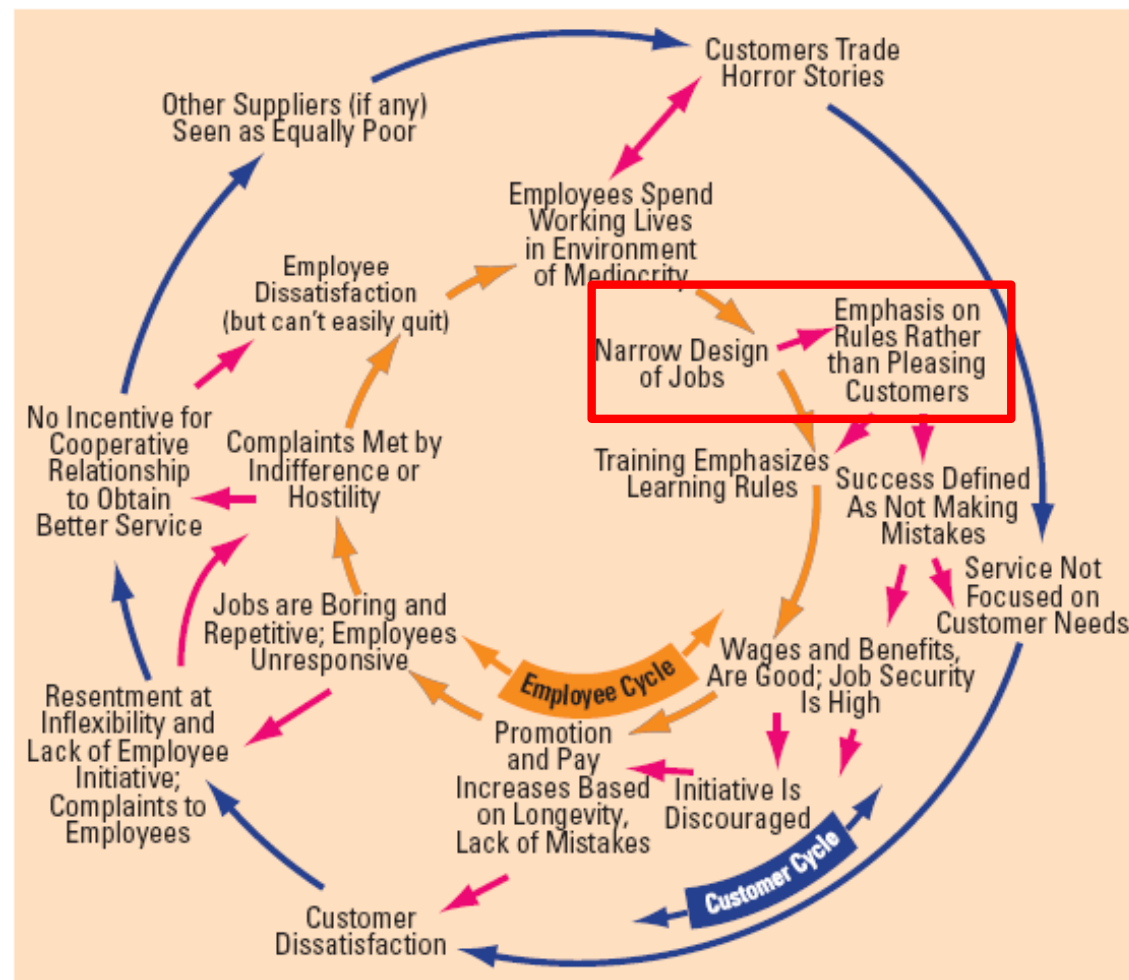 Customers Trade
Horror Stories
Other Suppliers (if any)
Seen as Equally Poor
Employees Spend
Working Lives
in Environment
of Mediocrity
Employee
Dissatisfaction
(but can't easily quit)
Emphasis on
Rules Rather
than Pleasing
Customers
Narrow Design
of Jobs
No Incentive for
Cooperative
Relationship
to Obtain
Better Service
Complaints Met by
Indifference or
Hostility
Training Emphasizes
Learning Rules
Success Defined
As Not Making
Mistakes
Service Not
Focused on
Customer Needs
Jobs are Boring and
Repetitive; Employees
Unresponsive
Employee Cycle
Wages and Benefits,
Are Good; Job Security
Is High
Resentment at
Inflexibility and
Lack of Employee
Initiative;
Complaints to
Employees
Promotion
and Pay
Increases Based
on Longevity,
Lack of Mistakes
Initiative Is
Discouraged
Customer Cycle
Customer
Dissatisfaction